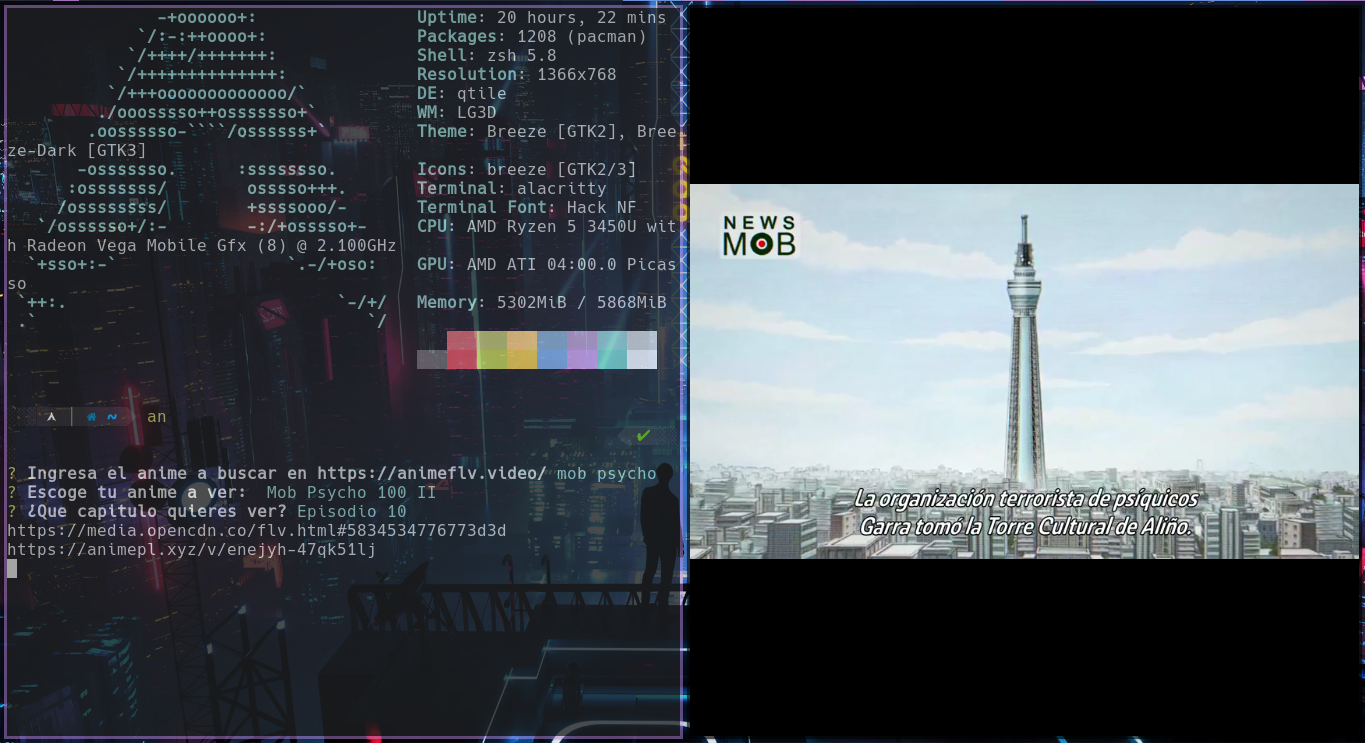 -+oooooo+:
Uptime: 20 hours, 22 mins
`/:-:++oooo+:
Packages: 1208 (pacman)
`/++++/+++++++:
Shell: zsh 5.8
`/++++++++++++++:
Resolution: 1366x768
`/+++ooooooooooooo/`
DE: qtile
./ooosssso++osssssso+`
WM: LG3D
.oossssso-````/ossssss+`
Theme: Breeze [GTK2], Bree
ze-Dark [GTK3]
-osssssso. :ssssssso.
Icons: breeze [GTK2/3]
:osssssss/ osssso+++.
Terminal: alacritty
/ossssssss/ +ssssooo/-
Terminal Font: Hack NF
`/ossssso+/:- -:/+osssso+-
CPU: AMD Ryzen 5 3450U wit
h Radeon Vega Mobile Gfx (8) @ 2.100GHz
`+sso+:-` `.-/+oso:
GPU: AMD ATI 04:00.0 Picas
so
`++:. `-/+/
Memory: 5302MiB / 5868MiB
.` `/
~ an
✔
? Ingresa el anime a buscar en https://animeflv.video/ mob psycho
? Escoge tu anime a ver: Mob Psycho 100 II
? ¿Que capitulo quieres ver? Episodio 10
https://media.opencdn.co/flv.html#5834534776773d3d
https://animepl.xyz/v/enejyh-47qk51lj
NEWS
MOB
La organización terrorista de psíquicos
Garra tomó la Torre Cultural de Aliño.